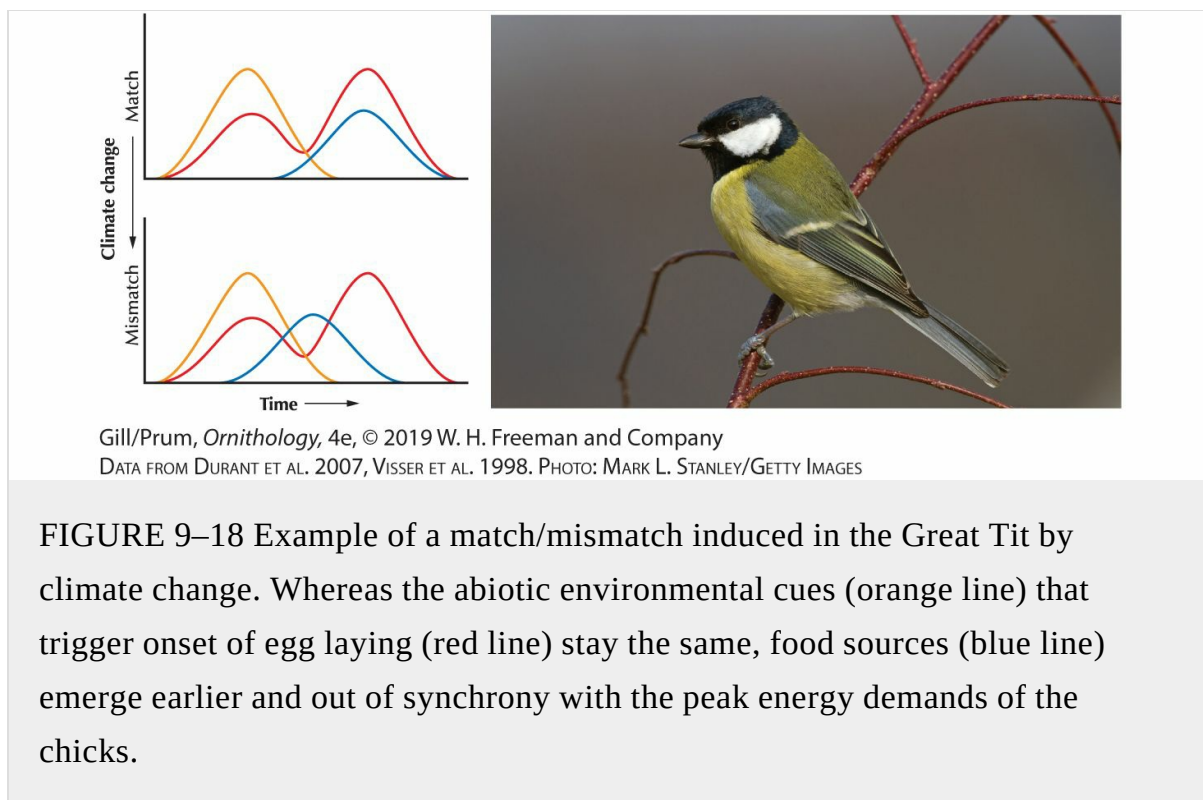 Match
Climate change
Mismatch
Time
Gill/Prum, Ornithology, 4e, © 2019 W. H. Freeman and Company
DATA FROM DURANT ET AL. 2007, VISSER ET AL. 1998. PHOTO: MARK L. STANLEY/GETTY IMAGES
FIGURE 9–18 Example of a match/mismatch induced in the Great Tit by
climate change. Whereas the abiotic environmental cues (orange line) that
trigger onset of egg laying (red line) stay the same, food sources (blue line)
emerge earlier and out of synchrony with the peak energy demands of the
chicks.